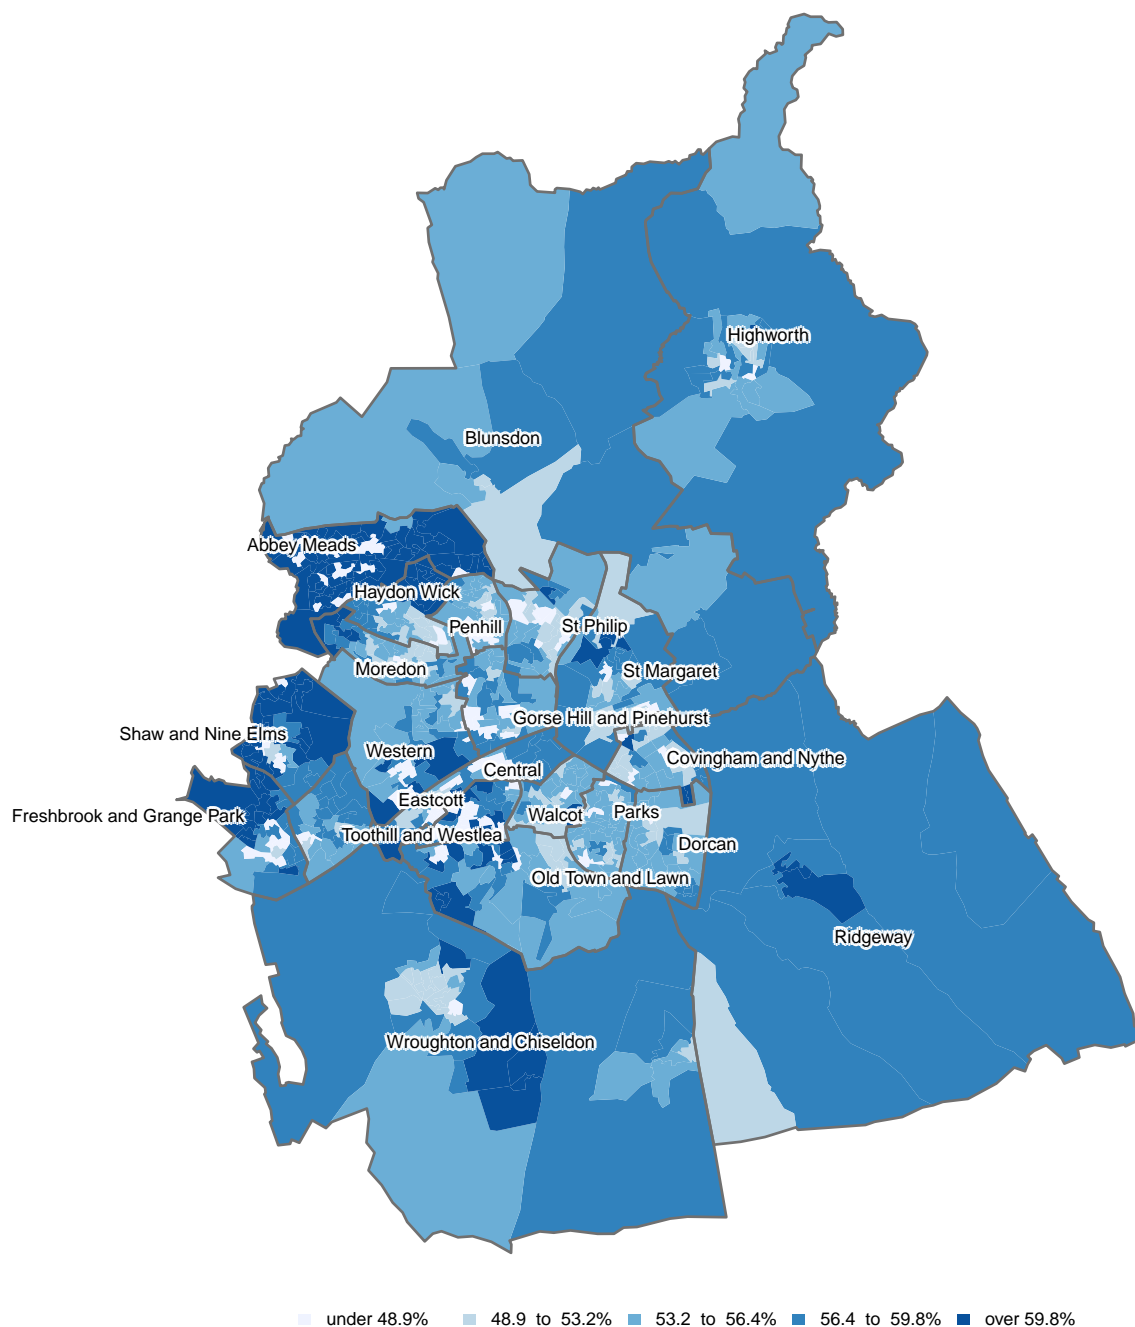 Highworth
Blunsdon
Abbey Meads
Haydon Wick
Penhill
St Philip
Moredon
St Margaret
Gorse Hill and Pinehurst
Shaw and Nine Elms
Western
Covingham and Nythe
Central
Eastcott
Freshbrook and Grange Park
Walcot
Parks
Toothill and Westlea
Dorcan
Old Town and Lawn
Ridgeway
Wroughton and Chiseldon
under 48.9% 48.9 to 53.2% 53.2 to 56.4% 56.4 to 59.8% over 59.8%